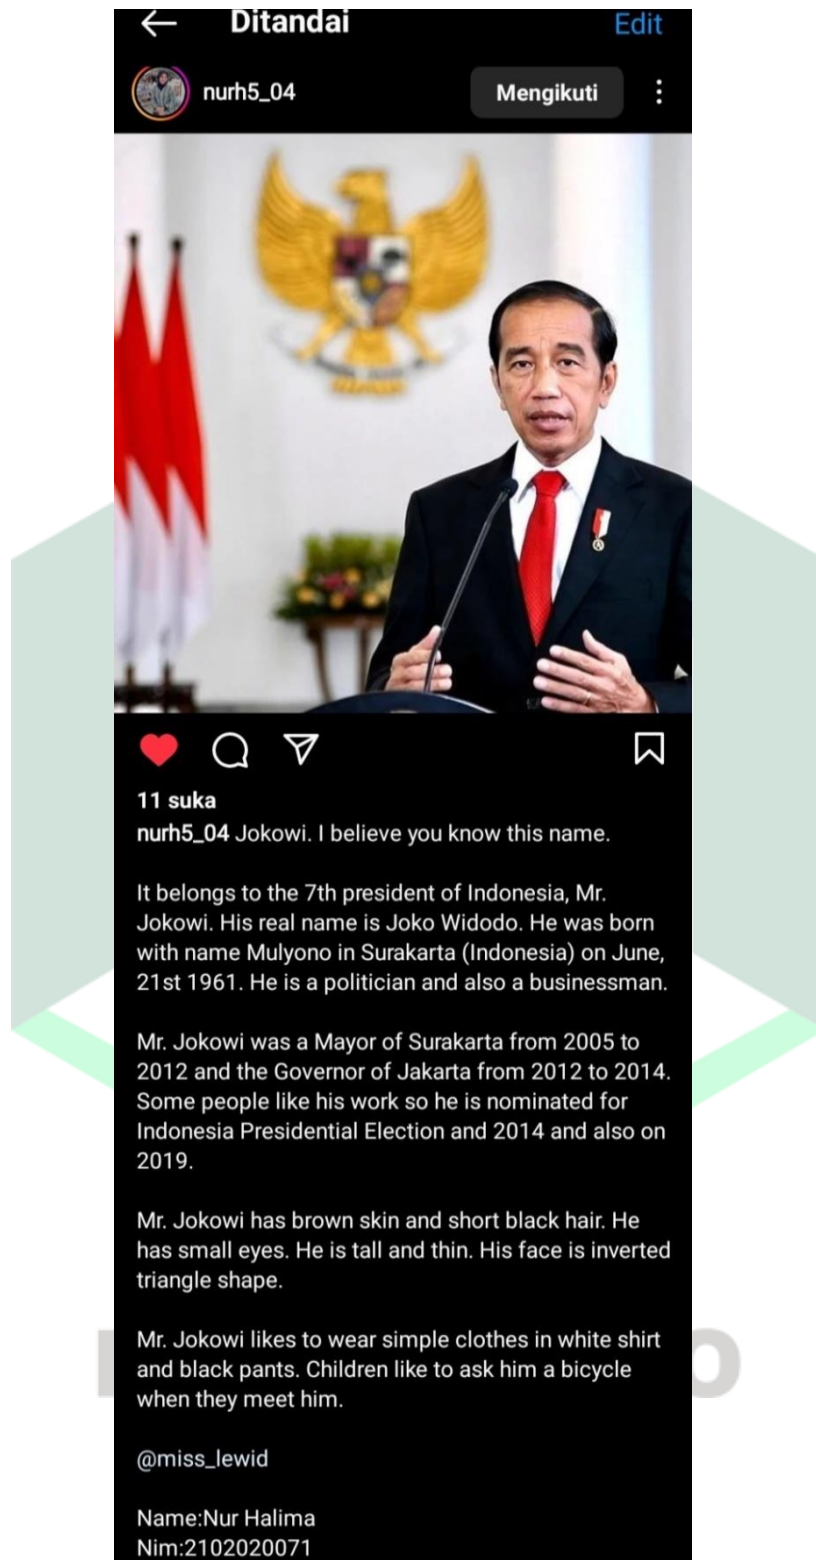 Ditandai
Edit
nurh5_04
Mengikuti
11 suka
nurh5_04 Jokowi. I believe you know this name.
It belongs to the 7th president of Indonesia, Mr.
Jokowi. His real name is Joko Widodo. He was born
with name Mulyono in Surakarta (Indonesia) on June,
21st 1961. He is a politician and also a businessman.
Mr. Jokowi was a Mayor of Surakarta from 2005 to
2012 and the Governor of Jakarta from 2012 to 2014.
Some people like his work so he is nominated for
Indonesia Presidential Election and 2014 and also on
2019.
Mr. Jokowi has brown skin and short black hair. He
has small eyes. He is tall and thin. His face is inverted
triangle shape.
Mr. Jokowi likes to wear simple clothes in white shirt
and black pants. Children like to ask him a bicycle
when they meet him.
@miss_lewid
Name:Nur Halima
Nim:2102020071